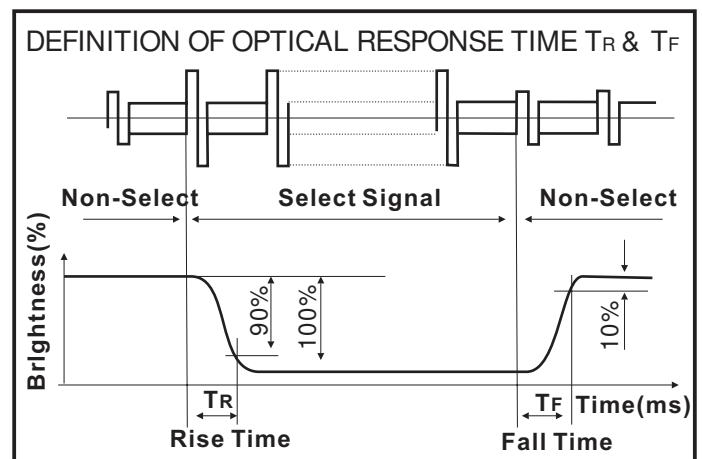 DEFINITION OF OPTICAL RESPONSE TIME TR & TF
Non-Select Select Signal Non-Select
BrIghtness(%)
90%
100%
10%
TR TF Time(ms)
Rise Time Fall Time